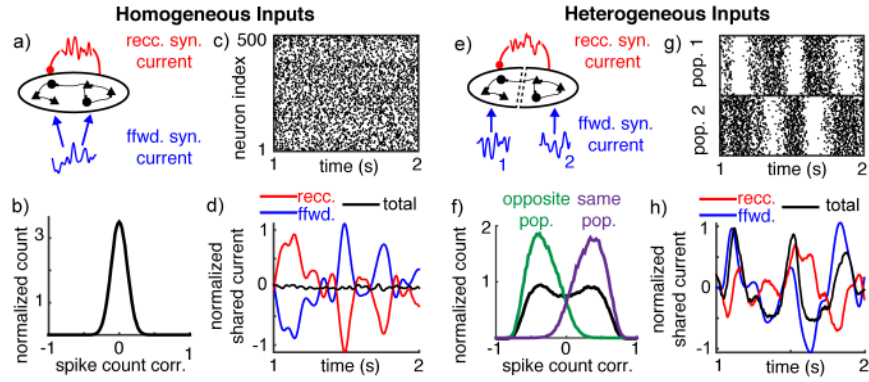 Homogeneous Inputs
Heterogeneous Inputs
a)
recc. syn.
current
ffwd. syn.
current
c)
500
neuron index
1
1 time (s) 2
b)
normalized count
3
1
-1 0 1
spike count corr.
d)
recc.
ffwd.
total
normalized
shared current
1
0
-1
1 time (s) 2
e)
recc. syn.
current
ffwd. syn.
current
1
2
g)
pop. 1
pop. 2
1 time (s) 2
f)
opposite
pop.
same
pop.
normalized count
2
1
-1 0 1
spike count corr.
h)
recc.
ffwd.
total
normalized
shared current
1
0
-1
1 time (s) 2